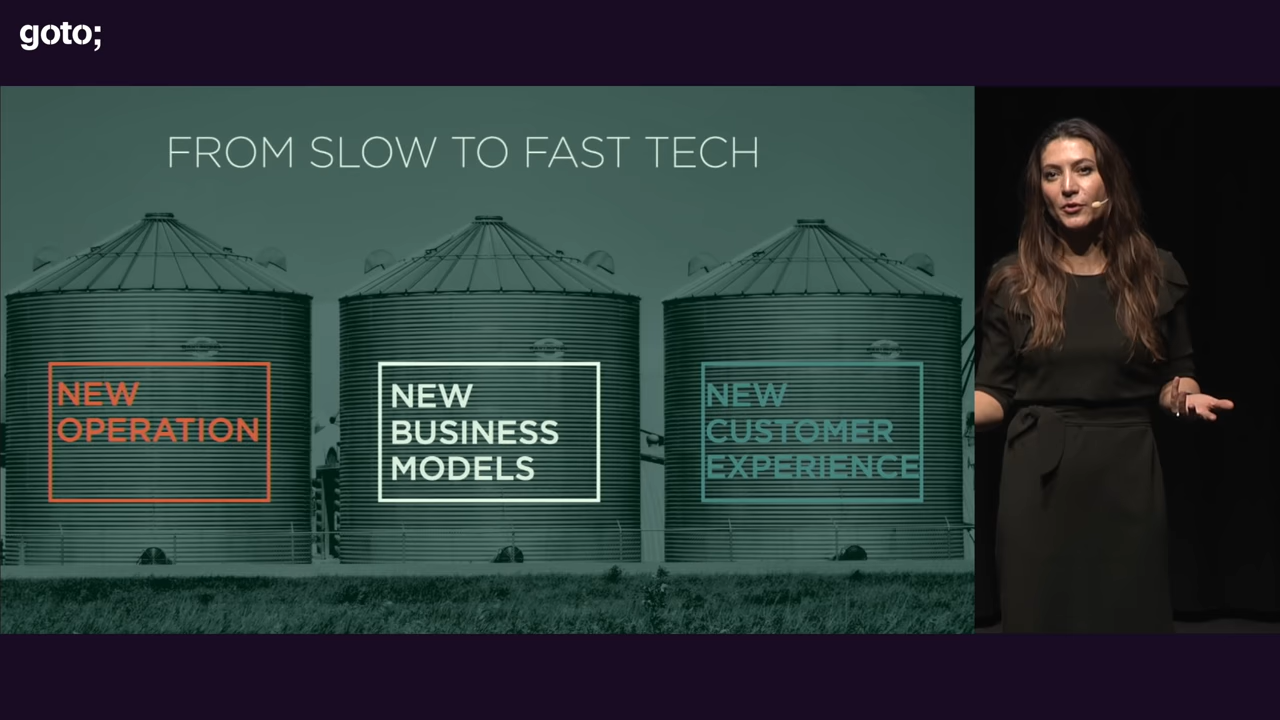 goto;
FROM SLOW TO FAST TECH
NEW
OPERATION
NEW
BUSINESS
MODELS
NEW
CUSTOMER
EXPERIENCE